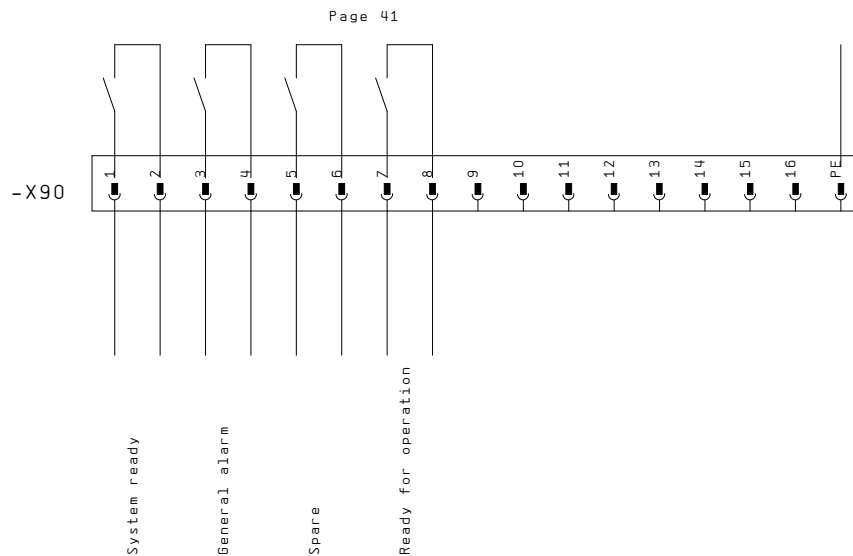 Page 41
-X90
1
2
3
4
5
6
7
8
9
10
11
12
13
14
15
16
PE
System ready
General alarm
Spare
Ready for operation